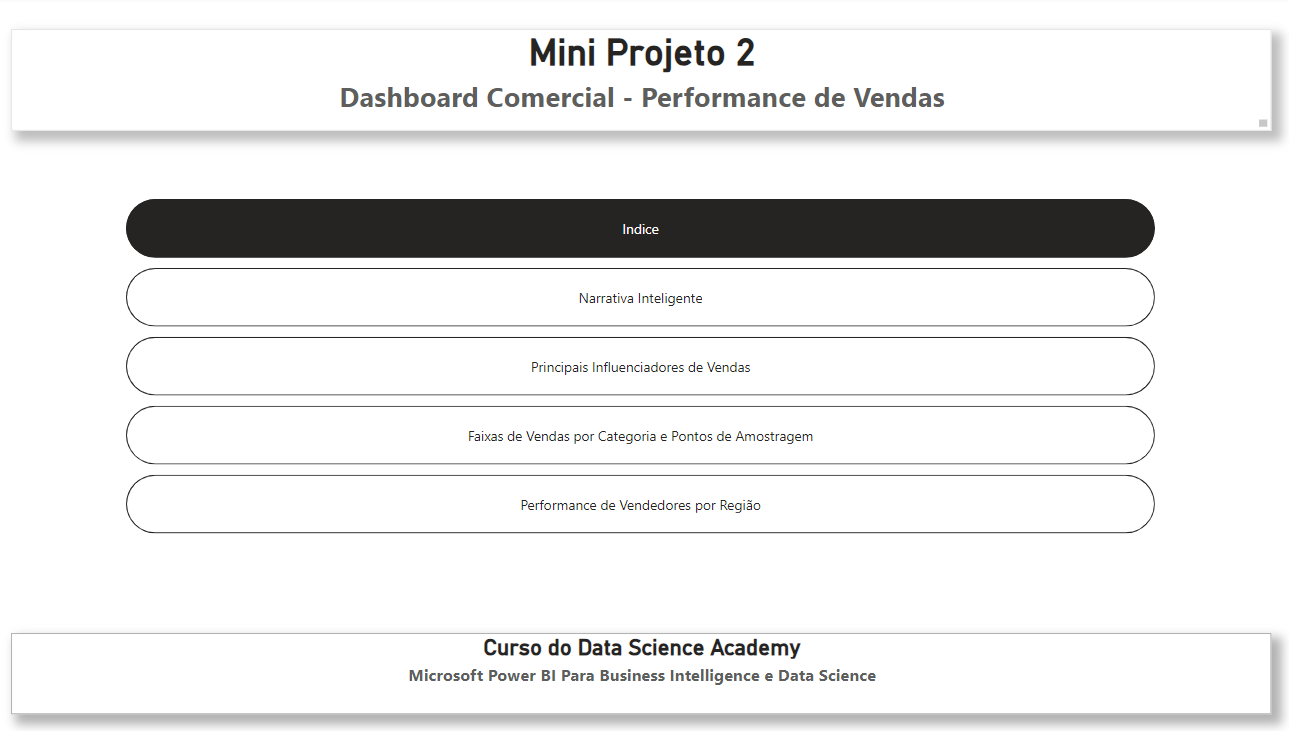 Mini Projeto 2
Dashboard Comercial - Performance de Vendas
Indice
Narrativa Inteligente
Principais Influenciadores de Vendas
Faixas de Vendas por Categoria e Pontos de Amostragem
Performance de Vendedores por Região
Curso do Data Science Academy
Microsoft Power BI Para Business Intelligence e Data Science